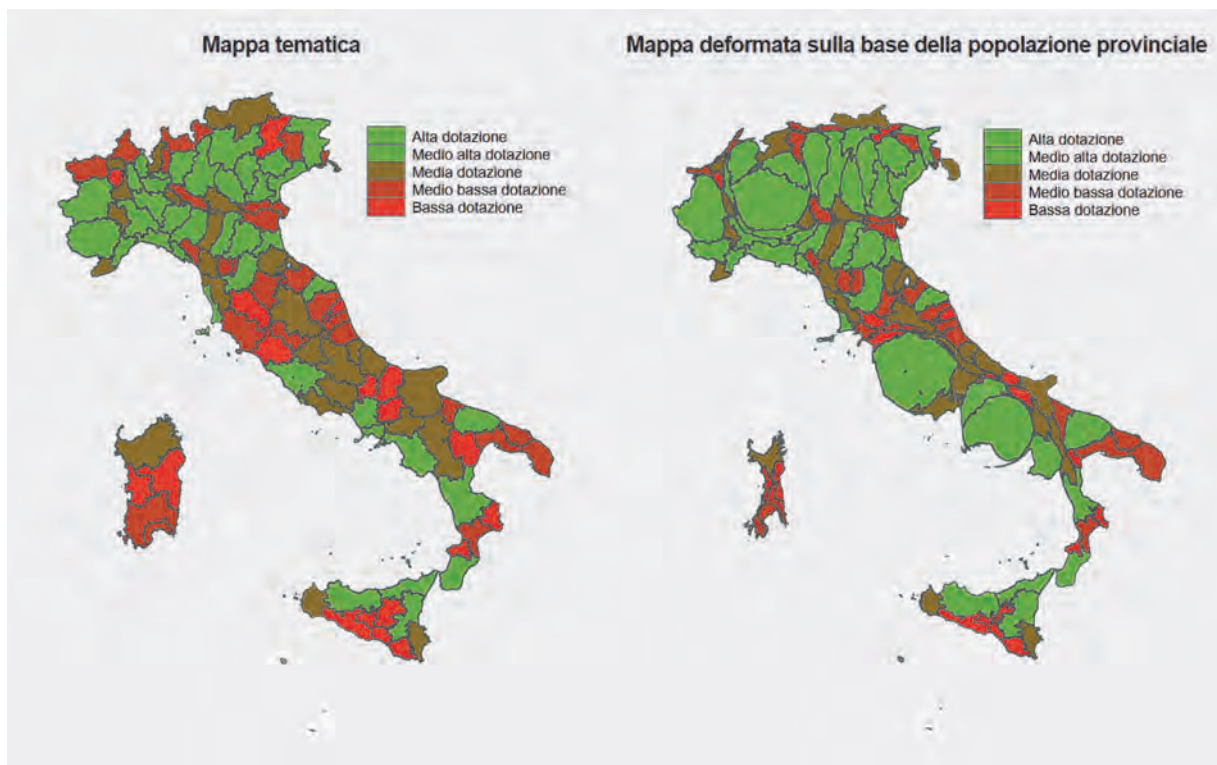 Mappa tematica
Alta dotazione
Medio alta dotazione
Media dotazione
Medio bassa dotazione
Bassa dotazione
Mappa deformata sulla base della popolazione provinciale
Alta dotazione
Medio alta dotazione
Media dotazione
Medio bassa dotazione
Bassa dotazione